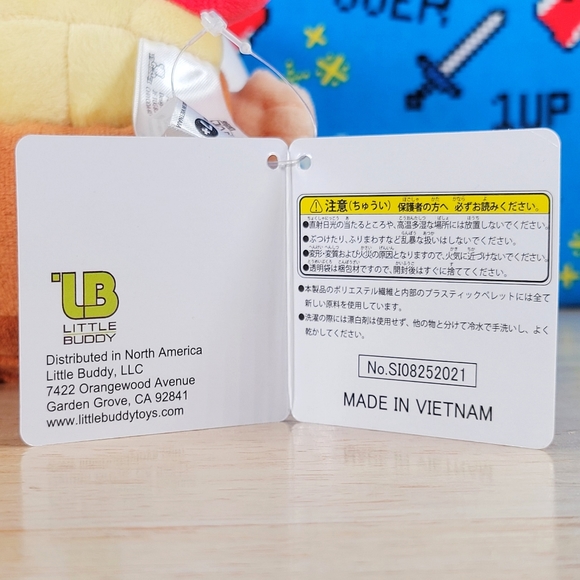 OVER
1UP
LB
LITTLE
BUDDY
Distributed in North America
Little Buddy, LLC
7422 Orangewood Avenue
Garden Grove, CA 92841
www.littlebuddytoys.com
注意(ちゅうい) 保護者の方へ 必ずお読みください。
●直射日光の当たるところや、高温多湿な場所には放置しないでください。
●ぶつけたり、ふりまわすなど乱暴な扱いはしないでください。
●変形・変質および火災の原因となりますので、火気に近づけないでください。
●透明袋は梱包材ですので、開封後はすぐに捨ててください。
●本製品のポリエステル繊維と内部のプラスティックペレットには全て
新しい原料を使用しています。
●洗濯の際には漂白剤は使用せず、他の物と分けて冷水で手洗いし、よく
乾かしてください。
No.SI08252021
MADE IN VIETNAM